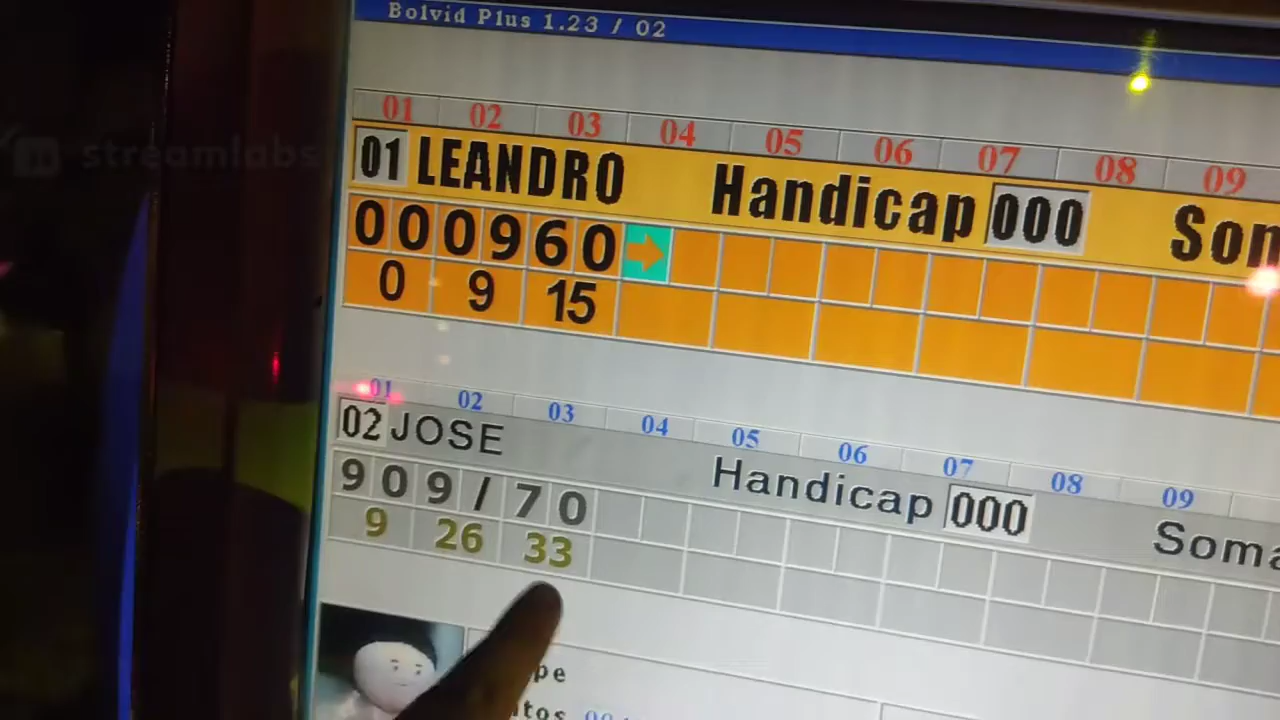 Bolvid Plus 1.23 / 02
streamlabs
01 02 03 04 05 06 07 08 09
01 LEANDRO Handicap 000
0 0 0 9 6 0
0 9 15
01 02 03 04 05 06 07 08 09
02 JOSE Handicap 000 Soma
9 0 9 / 7 0
9 26 33